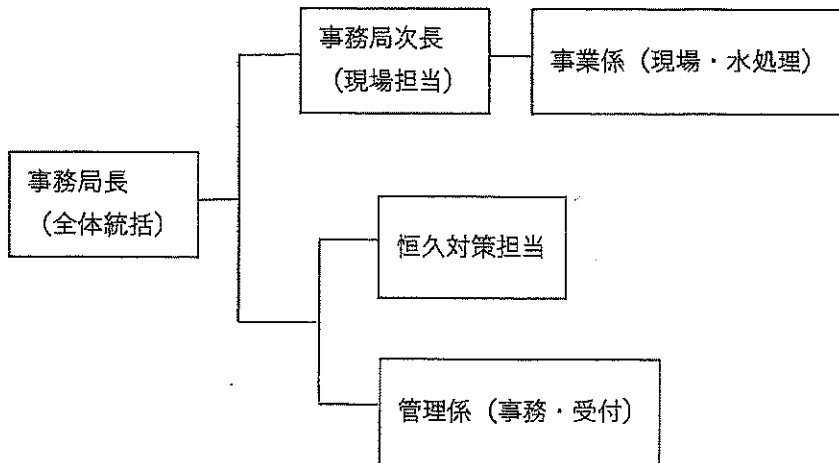 事務局次長
(現場担当)
事業係(現場・水処理)
事務局長
(全体統括)
恒久対策担当
管理係(事務・受付)